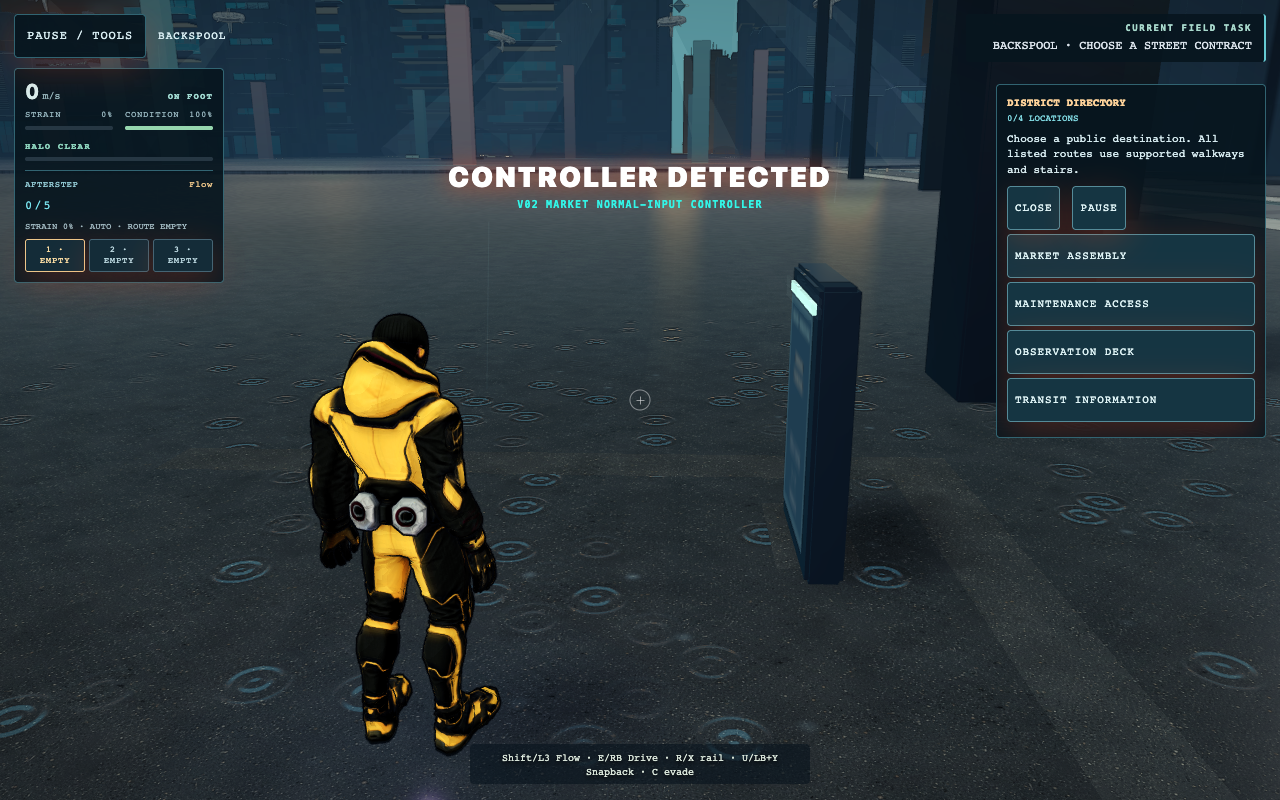 PAUSE / TOOLS
BACKSPOOL
0 m/s
ON FOOT
STRAIN 0%
CONDITION 100%
HALO CLEAR
AFTERSTEP
Flow
0/5
STRAIN 0% · AUTO · ROUTE EMPTY
1 · EMPTY
2 · EMPTY
3 · EMPTY
CONTROLLER DETECTED
V02 MARKET NORMAL-INPUT CONTROLLER
CURRENT FIELD TASK
BACKSPOOL · CHOOSE A STREET CONTRACT
DISTRICT DIRECTORY
0/4 LOCATIONS
Choose a public destination. All
listed routes use supported walkways
and stairs.
CLOSE
PAUSE
MARKET ASSEMBLY
MAINTENANCE ACCESS
OBSERVATION DECK
TRANSIT INFORMATION
Shift/L3 Flow · E/RB Drive · R/X rail · U/LB+Y
Snapback · C evade